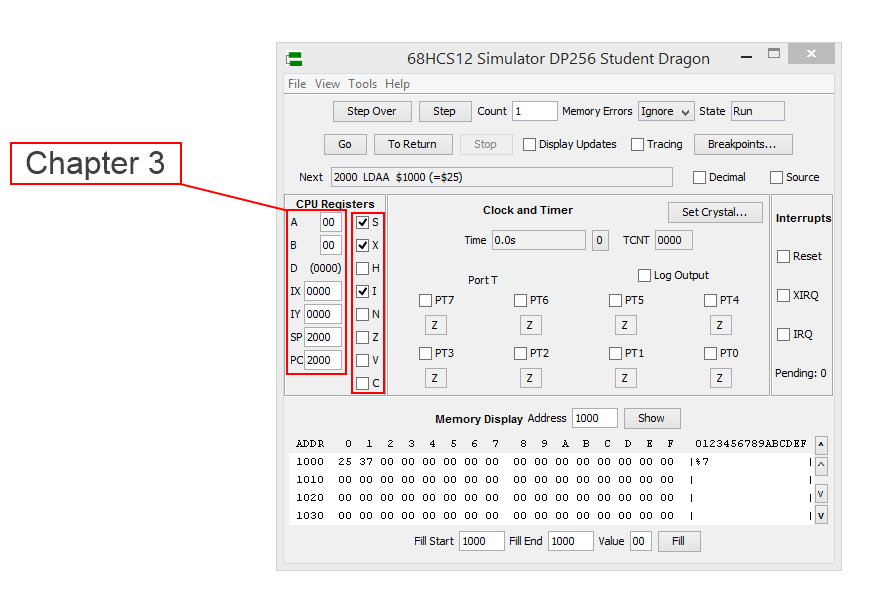 68HCS12 Simulator DP256 Student Dragon
File View Tools Help
Step Over Step Count 1 Memory Errors Ignore State Run
Go To Return Stop Display Updates Tracing Breakpoints...
Next 2000 LDAA $1000 (=$25) Decimal Source
Chapter 3
CPU Registers
A 00 S
B 00 X
D (0000) H
IX 0000 I
IY 0000 N
SP 2000 Z
PC 2000 V
C
Clock and Timer Set Crystal...
Time 0.0s 0 TCNT 0000
Port T Log Output
PT7 PT6 PT5 PT4
Z Z Z Z
PT3 PT2 PT1 PT0
Z Z Z Z
Interrupts
Reset
XIRQ
IRQ
Pending: 0
Memory Display Address 1000 Show
ADDR 0 1 2 3 4 5 6 7 8 9 A B C D E F 0123456789ABCDEF ^
1000 25 37 00 00 00 00 00 00 00 00 00 00 00 00 00 00 |%7 | ^
1010 00 00 00 00 00 00 00 00 00 00 00 00 00 00 00 00 | |
1020 00 00 00 00 00 00 00 00 00 00 00 00 00 00 00 00 | | v
1030 00 00 00 00 00 00 00 00 00 00 00 00 00 00 00 00 | | v
Fill Start 1000 Fill End 1000 Value 00 Fill